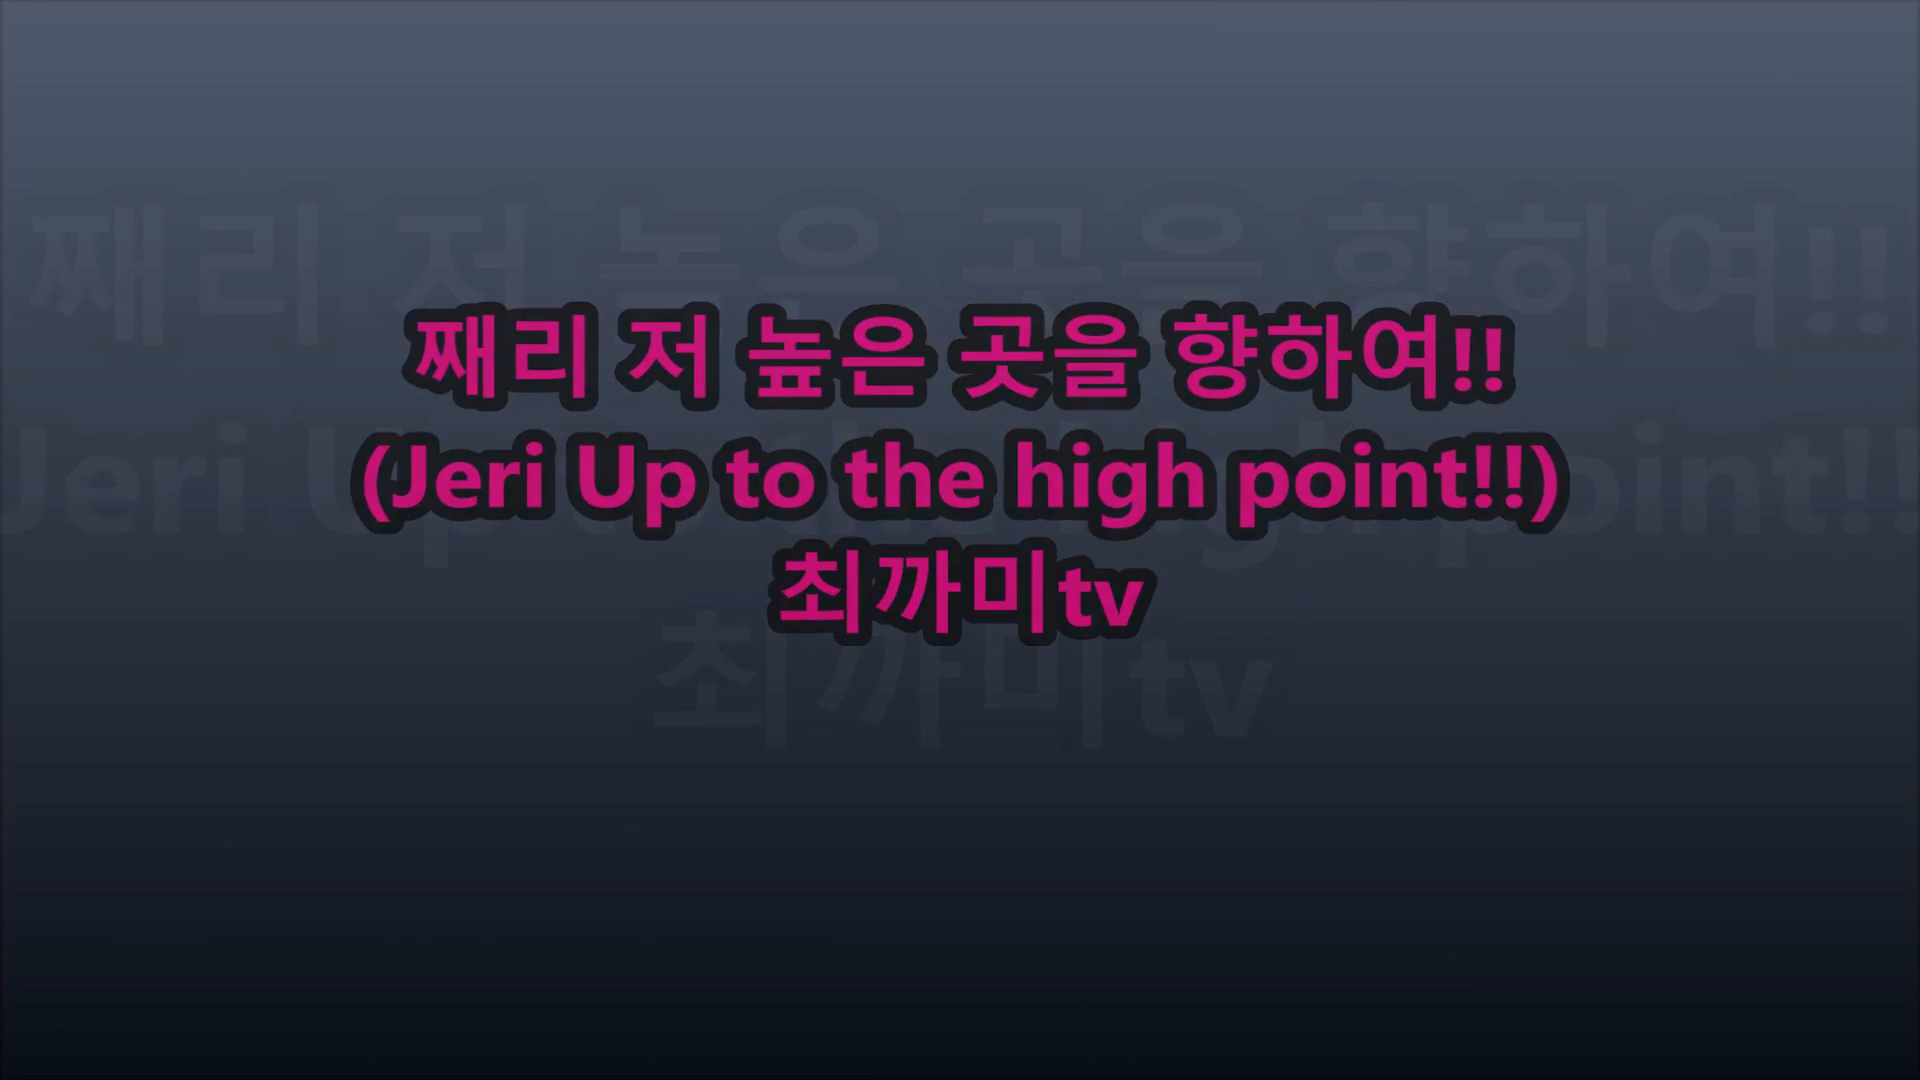 째리 저 높은 곳을 향하여!!
(Jeri Up to the high point!!)
최까미tv